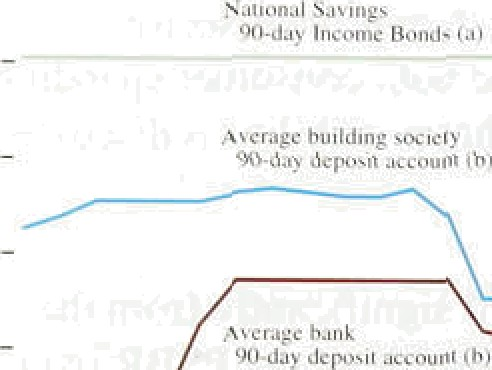 National Savings
90-day Income Bonds (a)
Average building society
90-day deposit account (b)
Average bank
90-day deposit account (b)